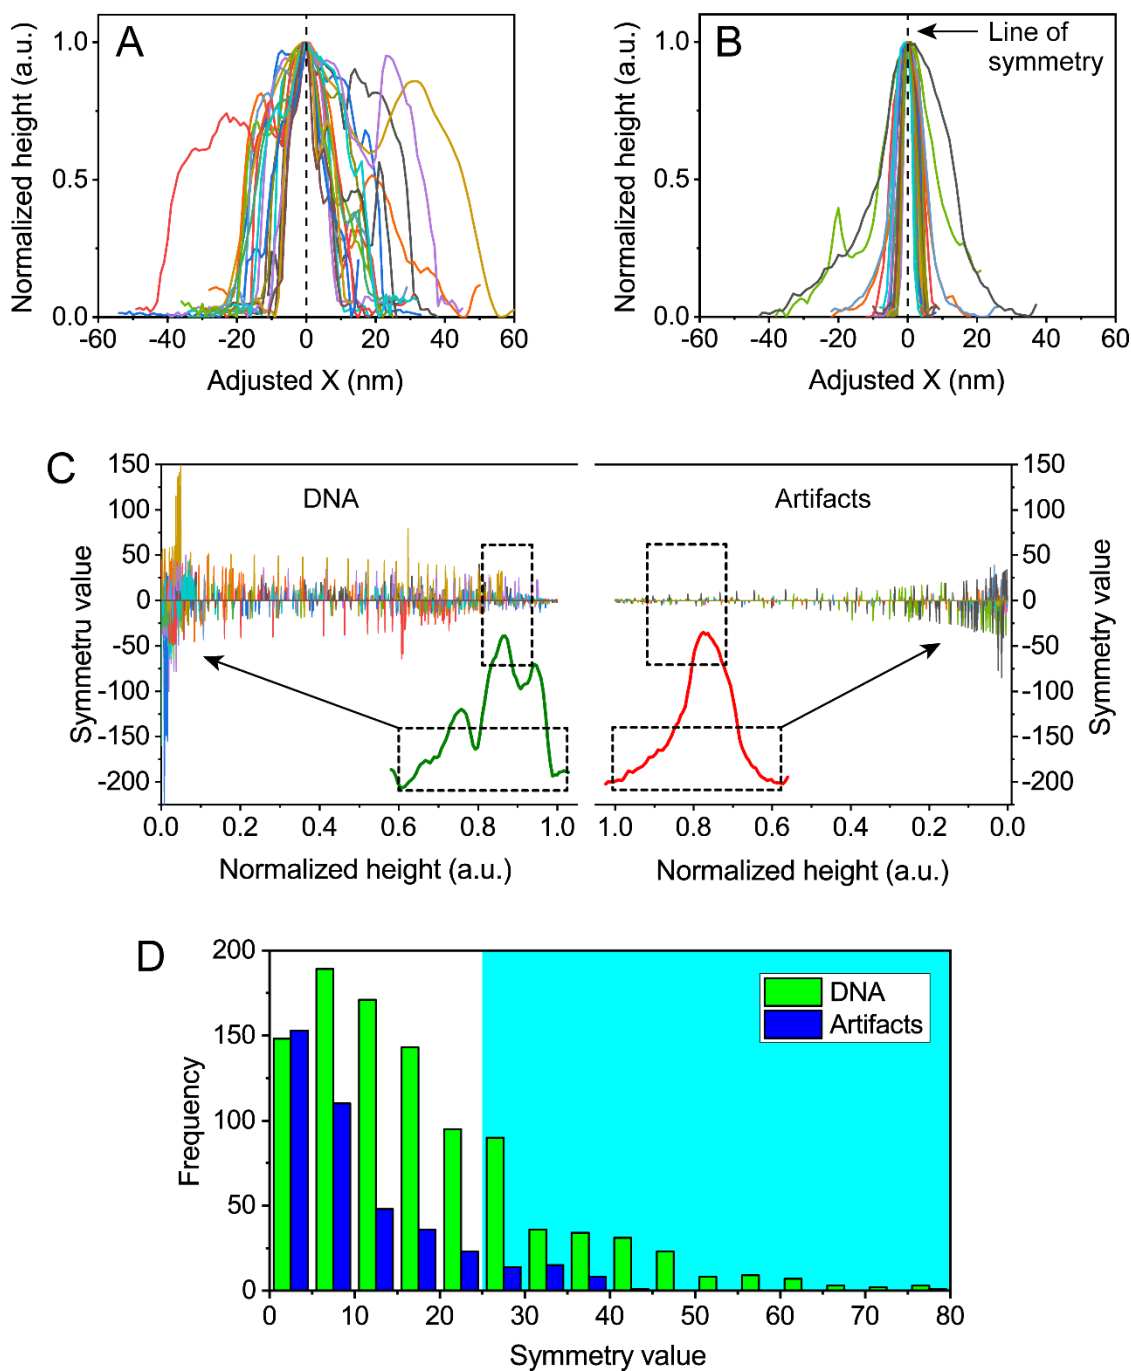 A
Normalized height (a.u.)
1.0
0.5
0.0
-60 -40 -20 0 20 40 60
Adjusted X (nm)
B
Line of
symmetry
Normalized height (a.u.)
1.0
0.5
0.0
-60 -40 -20 0 20 40 60
Adjusted X (nm)
C
DNA
Symmetru value
150
100
50
0
-50
-100
-150
-200
0.0 0.2 0.4 0.6 0.8 1.0
Normalized height (a.u.)
Artifacts
Symmetry value
150
100
50
0
-50
-100
-150
-200
1.0 0.8 0.6 0.4 0.2 0.0
Normalized height (a.u.)
D
Frequency
200
150
100
50
0
DNA
Artifacts
0 10 20 30 40 50 60 70 80
Symmetry value